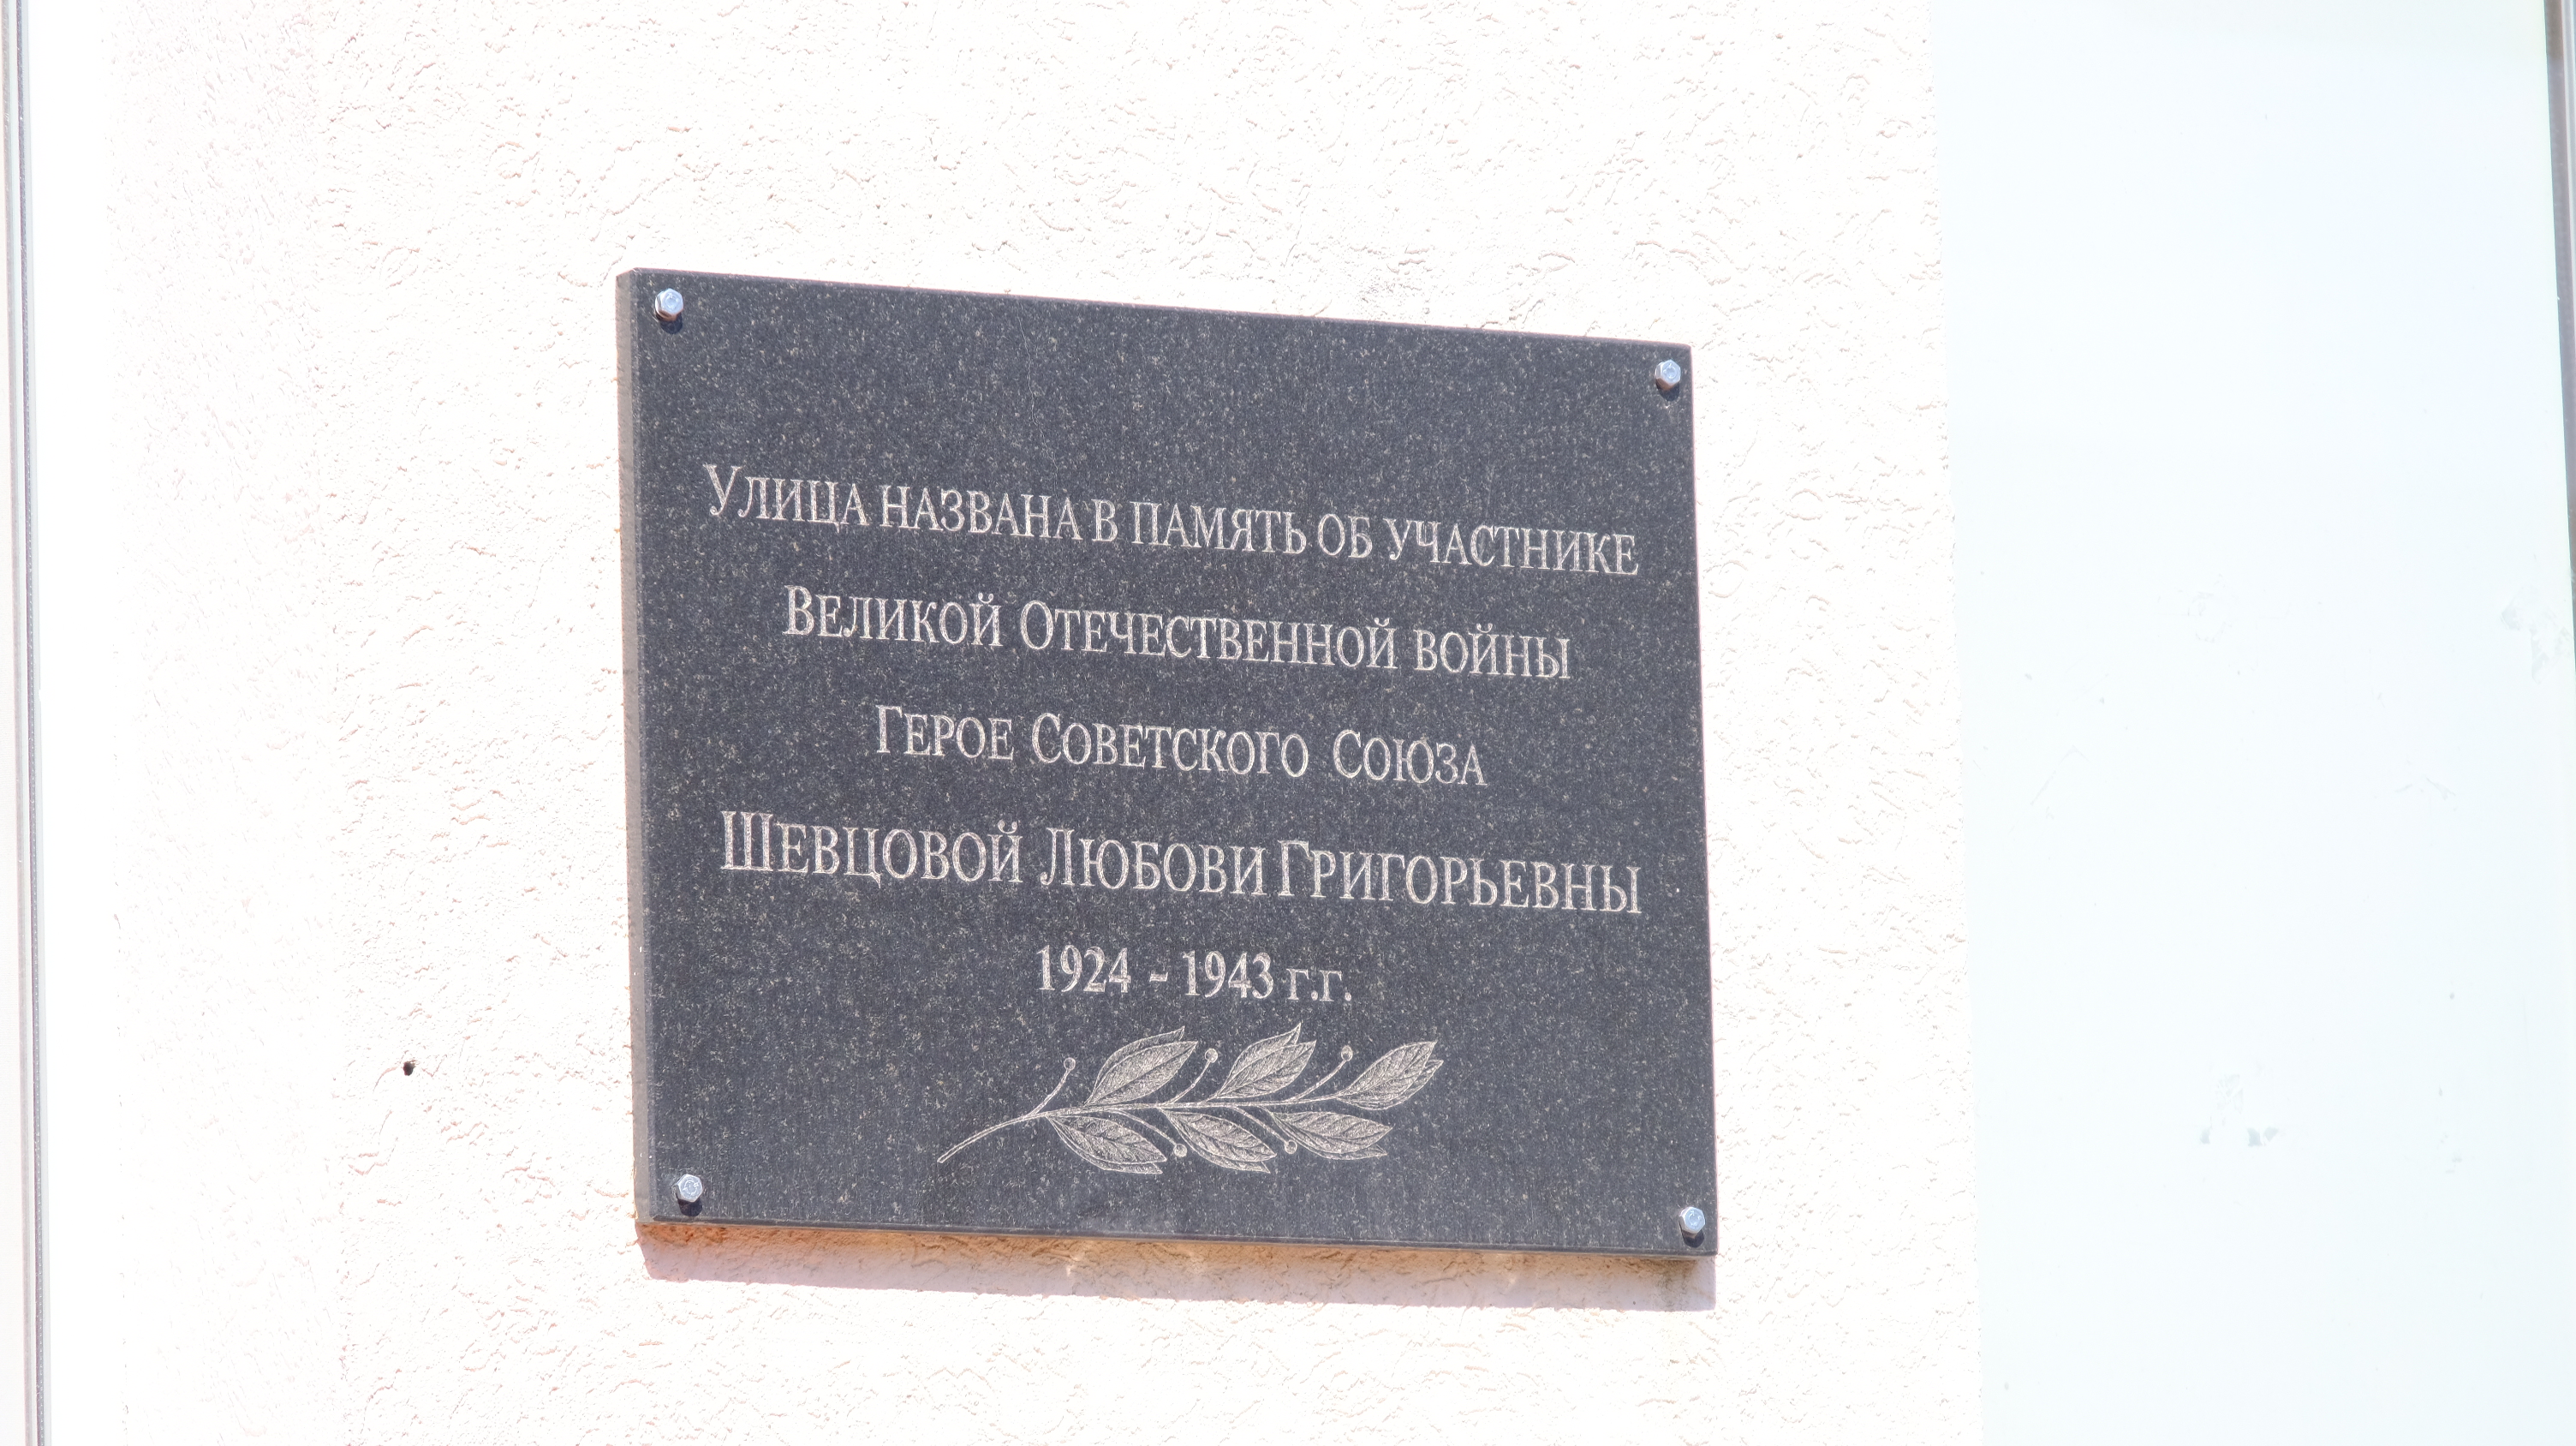 Улица названа в память об участнике
Великой Отечественной войны
Герое Советского Союза
Шевцовой Любови Григорьевны
1924 - 1943 г.г.